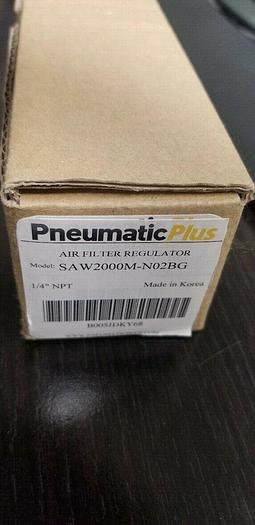 PneumaticPlus
AIR FILTER REGULATOR
Model: SAW2000M-N02BG
1/4" NPT Made in Korea
B005JDKY68